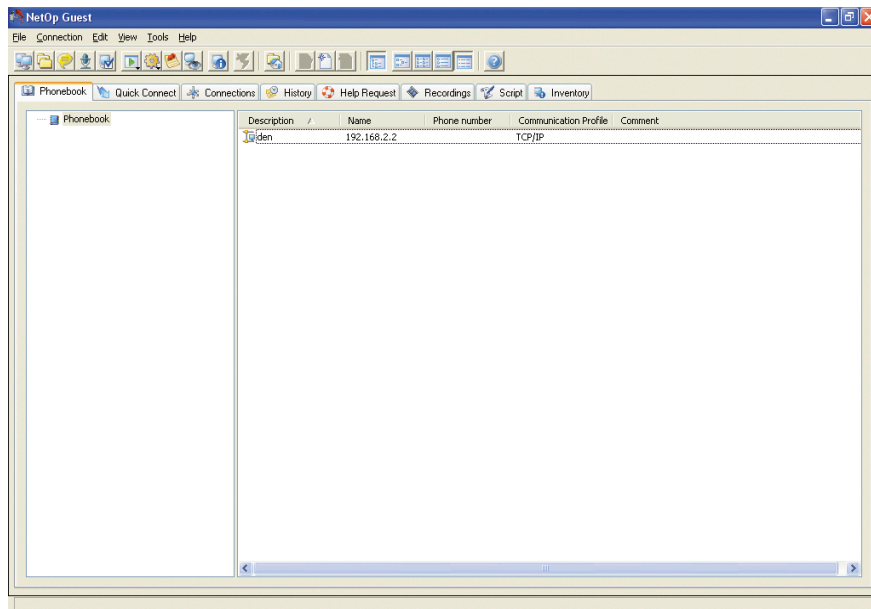 NetOp Guest
File Connection Edit View Tools Help
Phonebook Quick Connect Connections History Help Request Recordings Script Inventory
Phonebook
Description Name Phone number Communication Profile Comment
den 192.168.2.2 TCP/IP